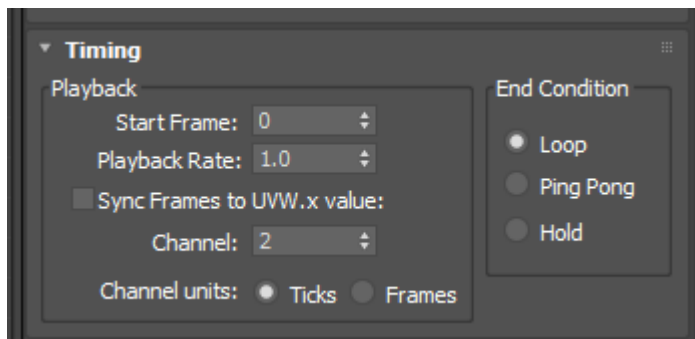 Timing
Playback
Start Frame: 0
Playback Rate: 1.0
Sync Frames to UVW.x value:
Channel: 2
Channel units: Ticks Frames
End Condition
Loop
Ping Pong
Hold